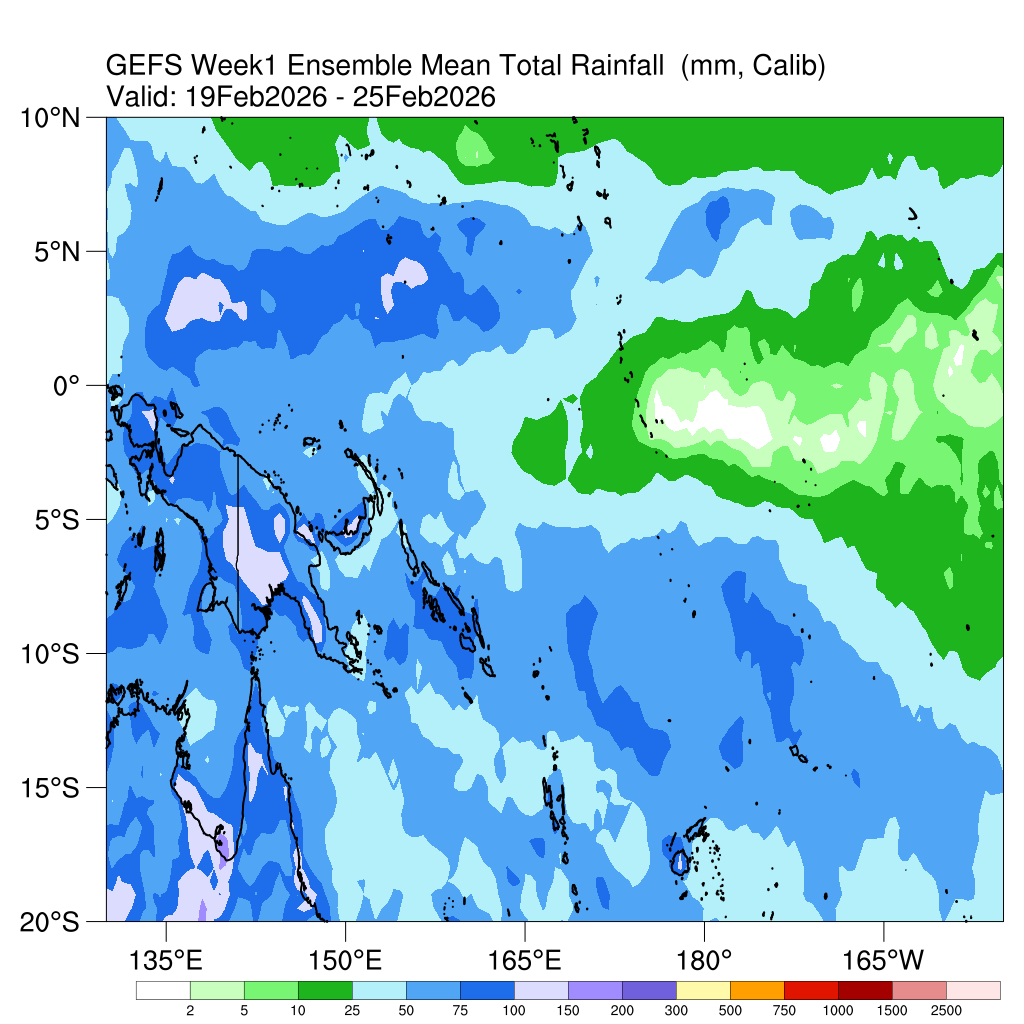 GEFS Week1 Ensemble Mean Total Rainfall (mm, Calib)
Valid: 19Feb2026 - 25Feb2026
10°N
5°N
0°
5°S
10°S
15°S
20°S
135°E 150°E 165°E 180° 165°W
2 5 10 25 50 75 100 150 200 300 500 750 1000 1500 2500